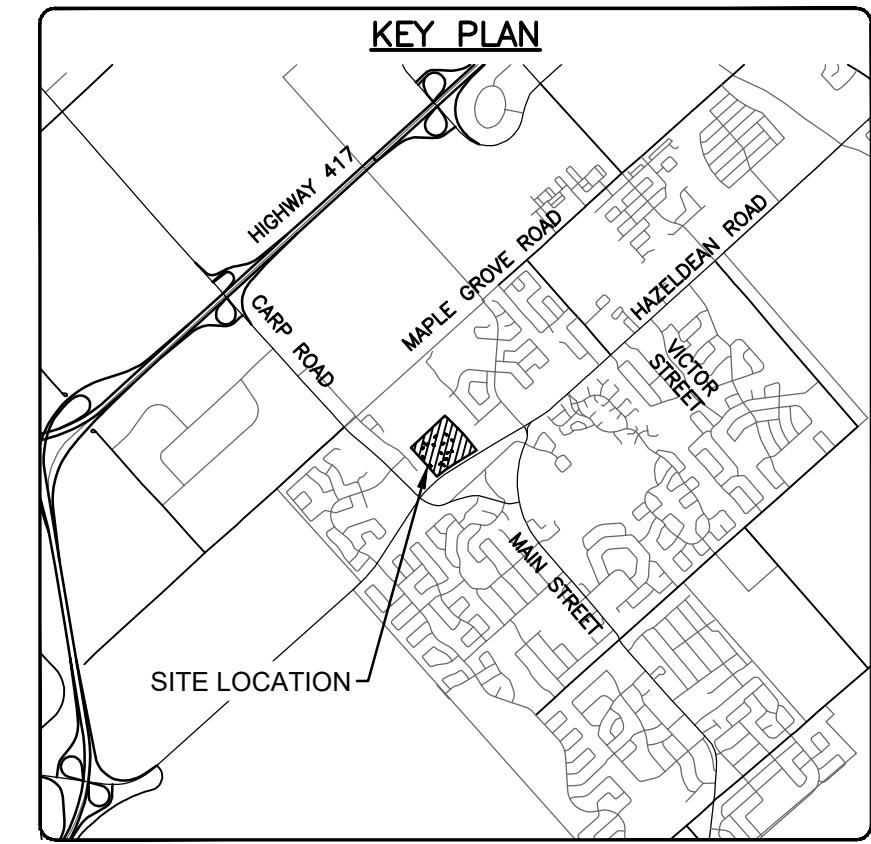 KEY PLAN
HIGHWAY 417
MAPLE GROVE ROAD
HAZELDEAN ROAD
CARP ROAD
VICTOR
STREET
MAIN STREET
SITE LOCATION